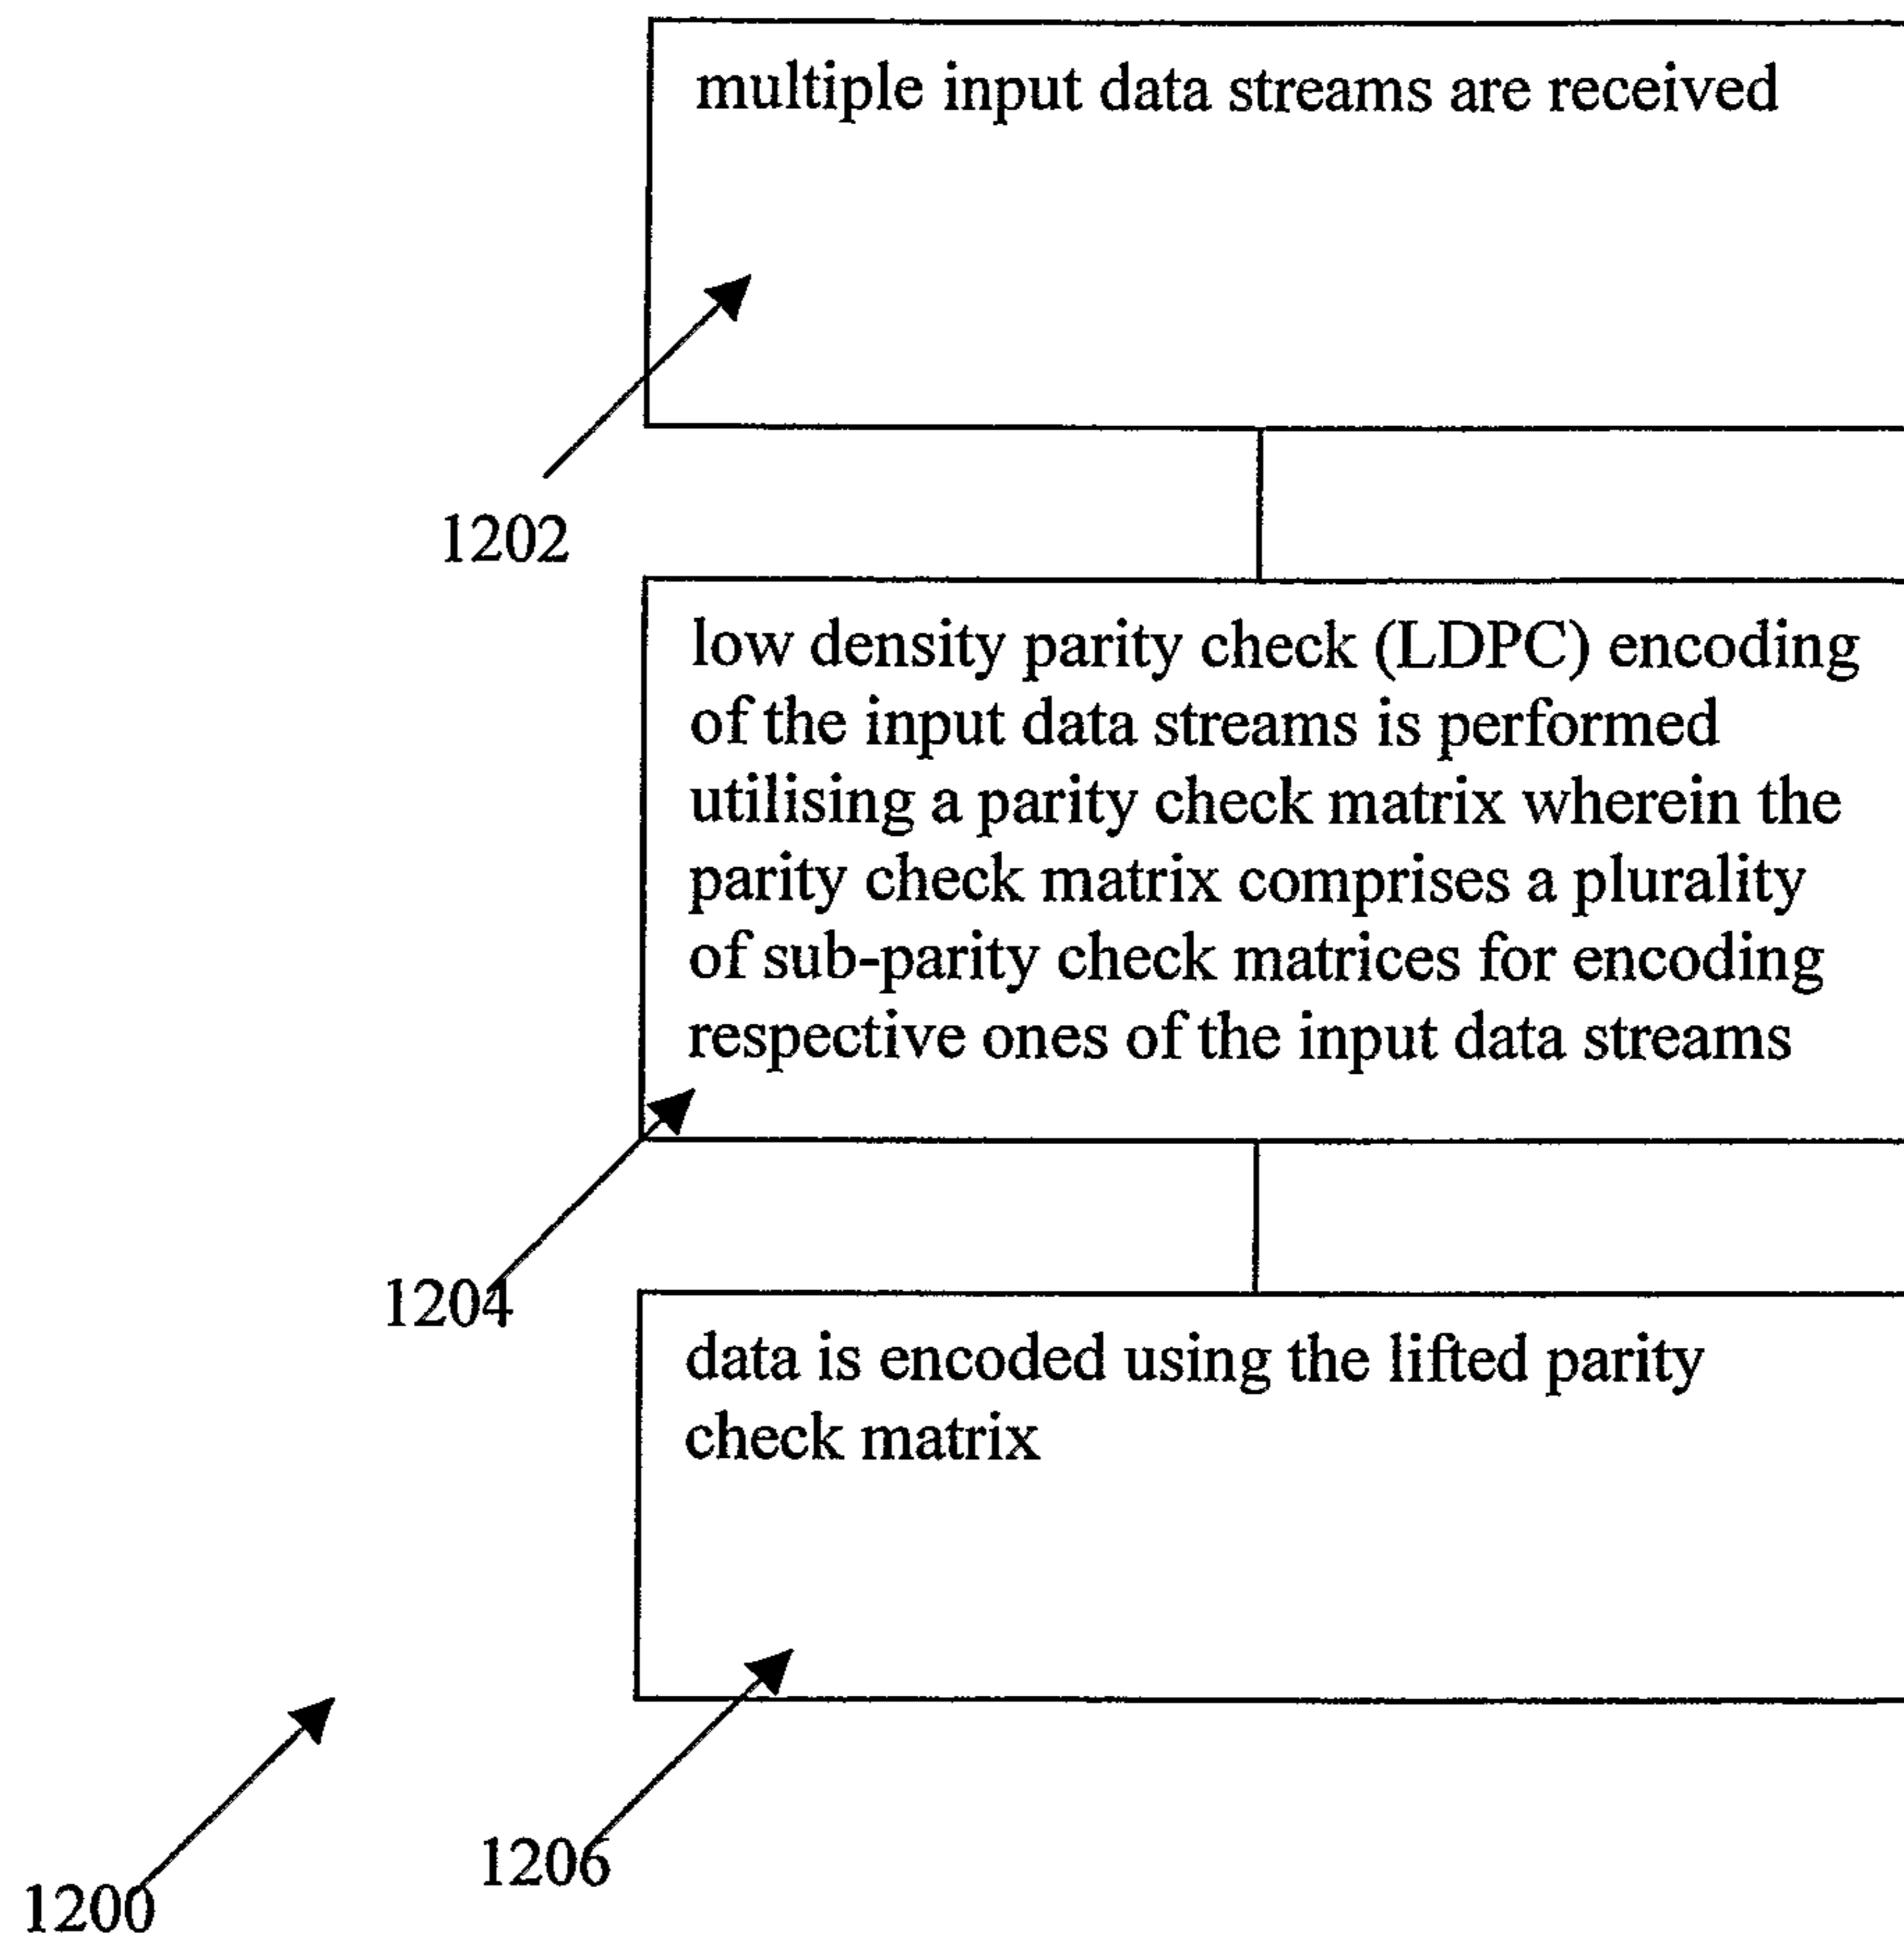 multiple input data streams are received
1202
low density parity check (LDPC) encoding
of the input data streams is performed
utilising a parity check matrix wherein the
parity check matrix comprises a plurality
of sub-parity check matrices for encoding
respective ones of the input data streams
1204
data is encoded using the lifted parity
check matrix
1206
1200